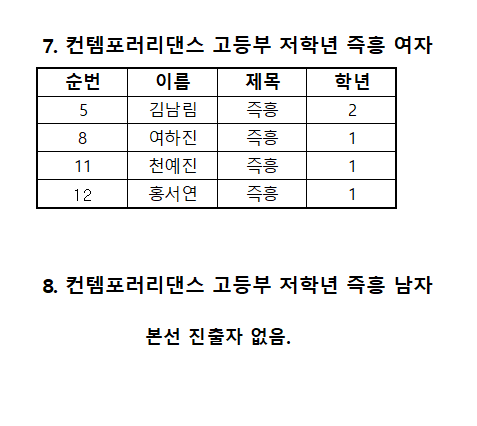 7. 컨템포러리댄스 고등부 저학년 즉흥 여자
순번 이름 제목 학년
5 김남림 즉흥 2
8 여하진 즉흥 1
11 천예진 즉흥 1
12 홍서연 즉흥 1
8. 컨템포러리댄스 고등부 저학년 즉흥 남자
본선 진출자 없음.